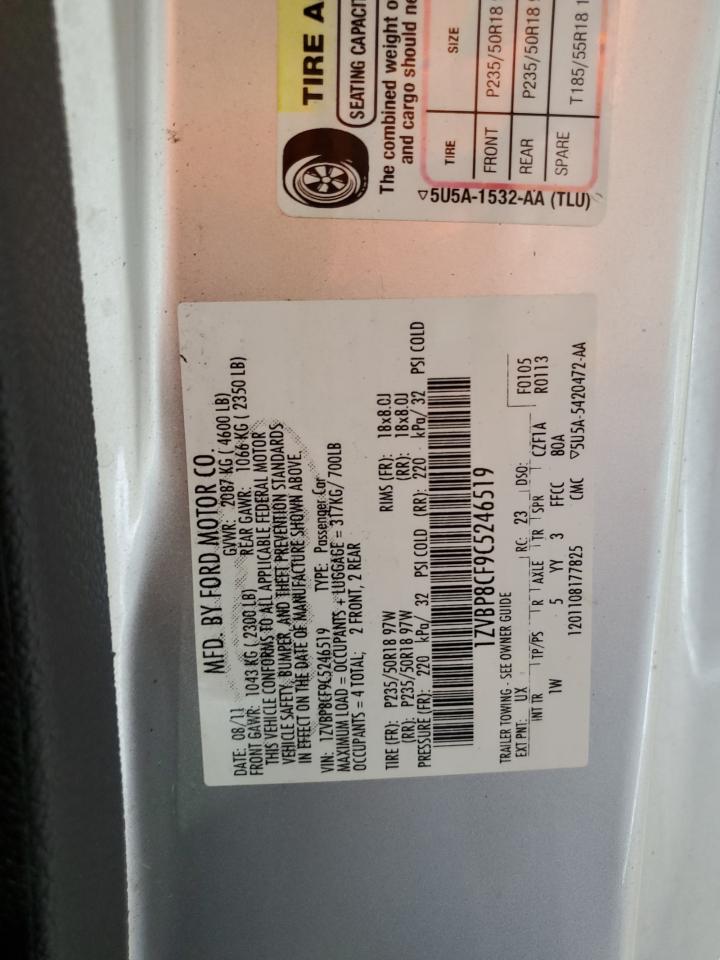 TIRE A
SEATING CAPACIT
The combined weight o
and cargo should ne
TIRE SIZE
FRONT P235/50R18
REAR P235/50R18
SPARE T185/55R18 1
▽5U5A-1532-AA (TLU)
MFD. BY FORD MOTOR CO.
DATE: 08/11 GVWR: 2087 KG ( 4600 LB)
FRONT GAWR: 1043 KG ( 2300 LB) REAR GAWR: 1066 KG ( 2350 LB)
THIS VEHICLE CONFORMS TO ALL APPLICABLE FEDERAL MOTOR
VEHICLE SAFETY, BUMPER, AND THEFT PREVENTION STANDARDS
IN EFFECT ON THE DATE OF MANUFACTURE SHOWN ABOVE.
VIN: 1ZVBP8CF9C5246519 TYPE: Passenger Car
MAXIMUM LOAD = OCCUPANTS + LUGGAGE = 317KG/ 700LB
OCCUPANTS = 4 TOTAL; 2 FRONT, 2 REAR
TIRE (FR): P235/50R18 97W RIMS (FR): 18x8.0J
(RR): P235/50R18 97W (RR): 18x8.0J
PRESSURE (FR): 220 kPa/ 32 PSI COLD (RR): 220 kPa/ 32 PSI COLD
1ZVBP8CF9C5246519
TRAILER TOWING - SEE OWNER GUIDE
EXT PNT: UX RC: 23 DSO: F0105
INT TR TP/PS R AXLE TR SPR CZF1A R0113
1W 5 YY 3 FFCC 80A
1201108177825 CMC ▽5U5A-5420472-AA